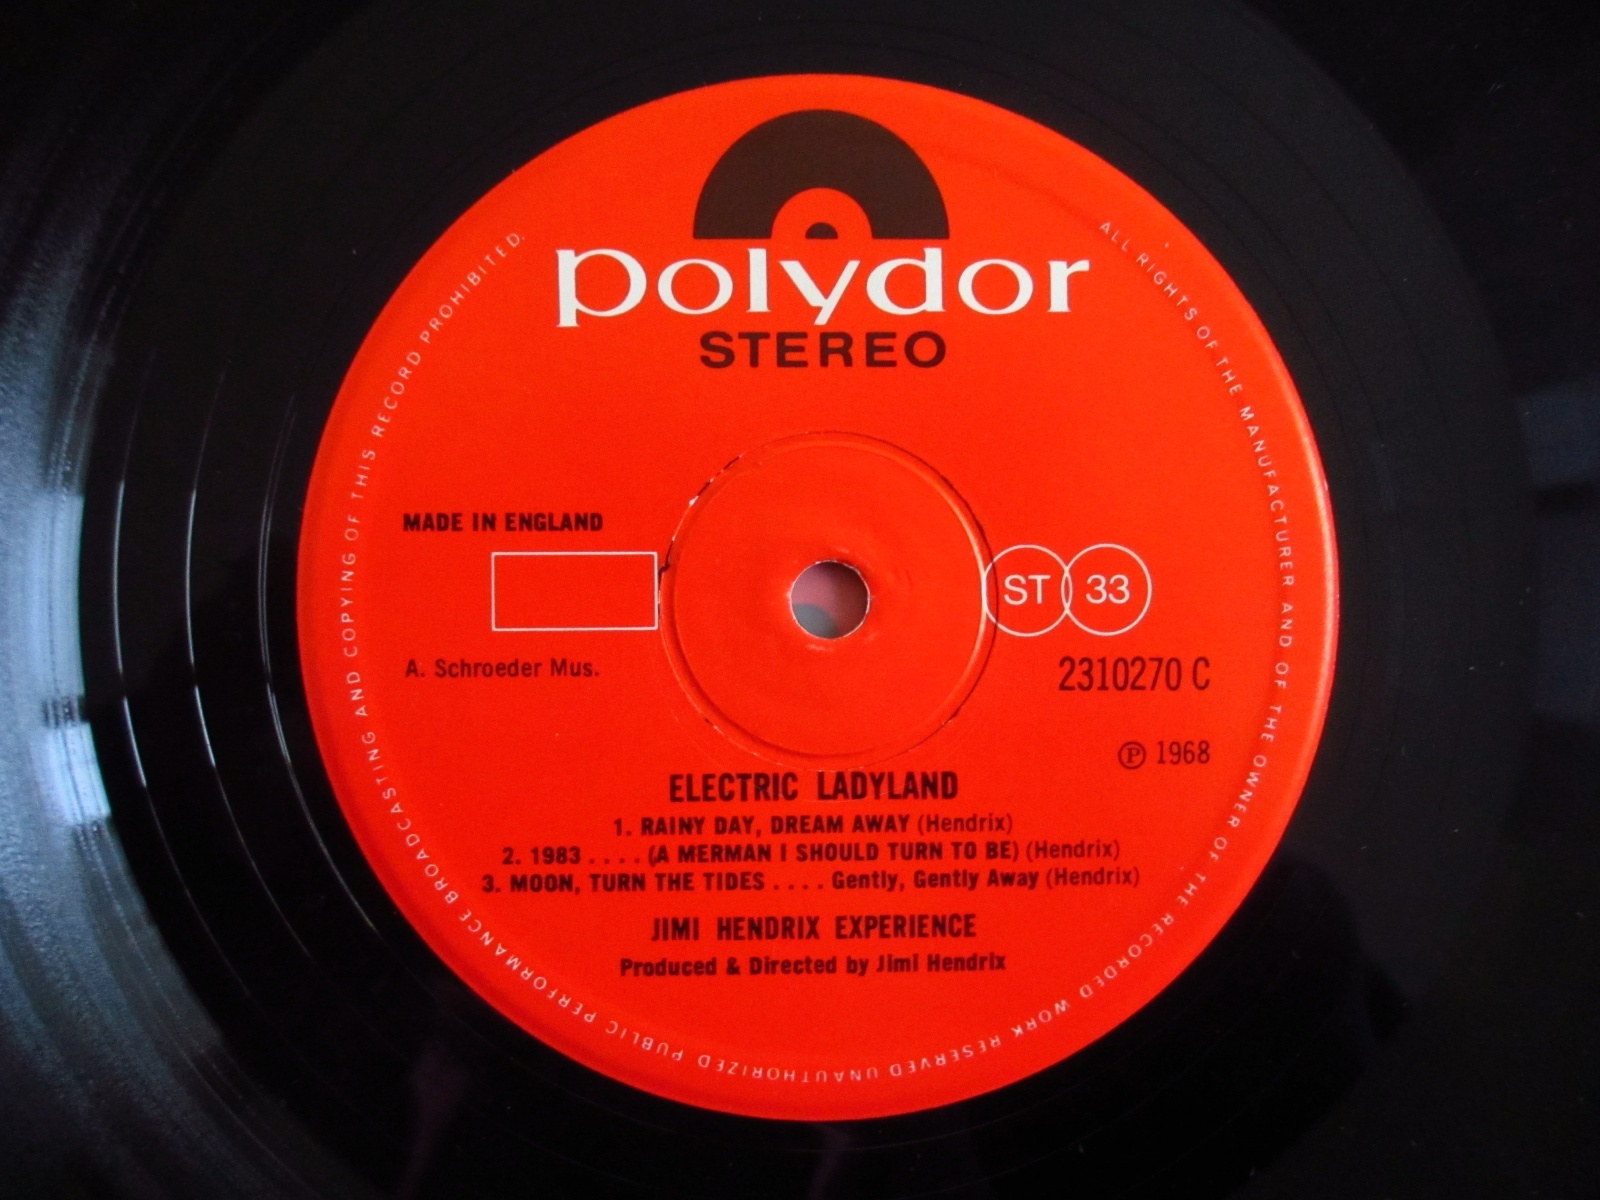 polydor
STEREO
MADE IN ENGLAND
ST 33
A. Schroeder Mus.
2310270 C
℗ 1968
ELECTRIC LADYLAND
1. RAINY DAY, DREAM AWAY (Hendrix)
2. 1983 .... (A MERMAN I SHOULD TURN TO BE) (Hendrix)
3. MOON, TURN THE TIDES .... Gently, Gently Away (Hendrix)
JIMI HENDRIX EXPERIENCE
Produced & Directed by Jimi Hendrix
ALL RIGHTS OF THE MANUFACTURER AND OF THE OWNER OF THE RECORDED WORK RESERVED UNAUTHORIZED PUBLIC PERFORMANCE BROADCASTING AND COPYING OF THIS RECORD PROHIBITED.